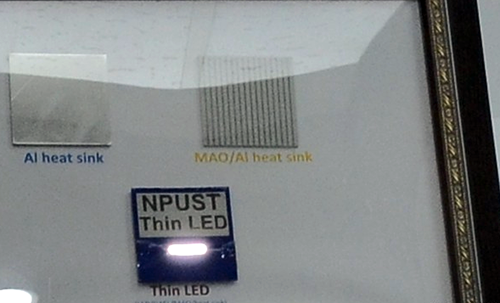 Al heat sink
MAO/Al heat sink
NPUST
Thin LED
Thin LED